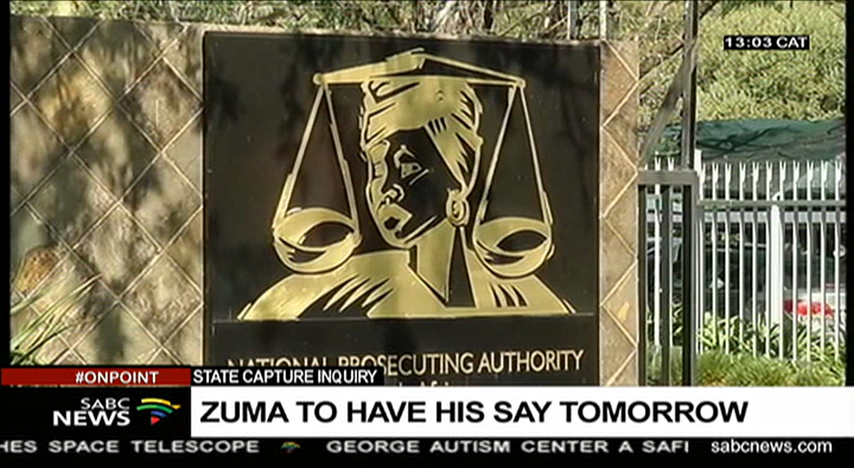 13:03 CAT
NATIONAL PROSECUTING AUTHORITY
#ONPOINT
STATE CAPTURE INQUIRY
SABC
NEWS
ZUMA TO HAVE HIS SAY TOMORROW
HES SPACE TELESCOPE
GEORGE AUTISM CENTER A SAFI
sabcnews.com